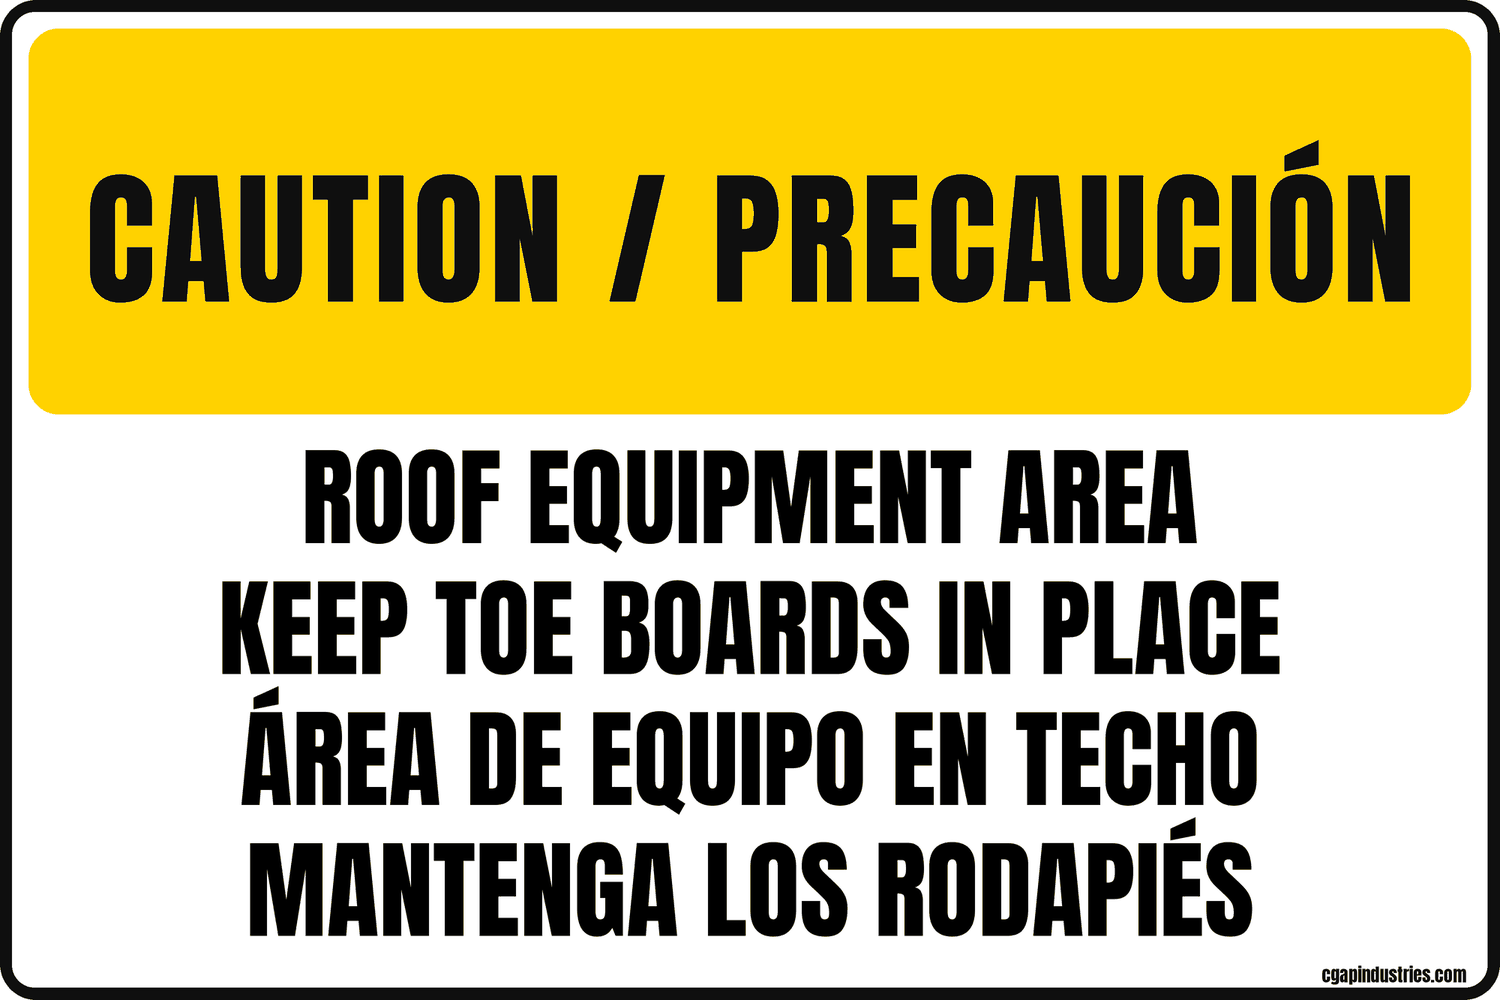 CAUTION / PRECAUCIÓN
ROOF EQUIPMENT AREA
KEEP TOE BOARDS IN PLACE
ÁREA DE EQUIPO EN TECHO
MANTENGA LOS RODAPIÉS
cgapindustries.com